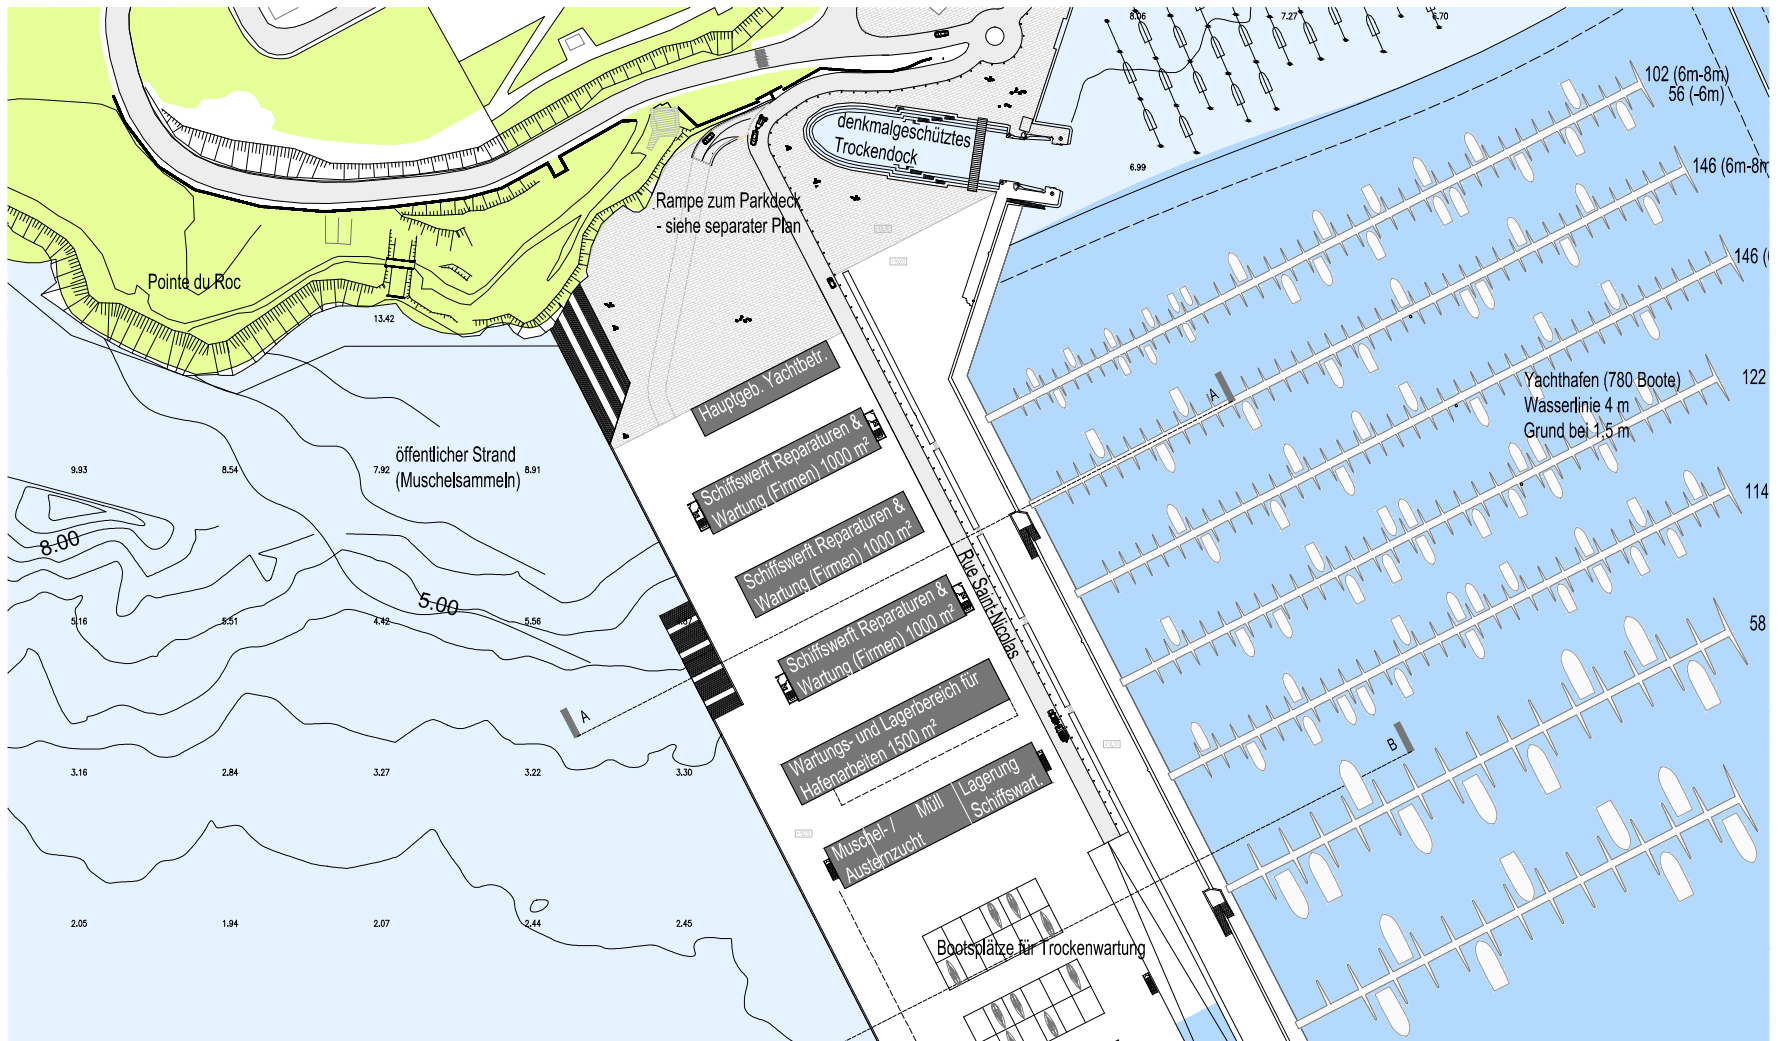 8.06
7.27
6.70
102 (6m-8m)
56 (-6m)
denkmalgeschütztes
Trockendock
6.99
146 (6m-8m
Rampe zum Parkdeck
- siehe separater Plan
146 (
Pointe du Roc
13.42
Hauptgeb. Yachtbetr.
A
Yachthafen (780 Boote)
Wasserlinie 4 m
Grund bei 1,5 m
122
öffentlicher Strand
(Muschelsammeln)
9.93
8.54
7.92
8.91
Schiffswerft Reparaturen &
Wartung (Firmen) 1000 m²
114
8.00
Schiffswerft Reparaturen &
Wartung (Firmen) 1000 m²
Rue Saint-Nicolas
5.00
5.16
5.51
4.42
5.56
58
Schiffswerft Reparaturen &
Wartung (Firmen) 1000 m²
A
B
Wartungs- und Lagerbereich für
Hafenarbeiten 1500 m²
3.16
2.84
3.27
3.22
3.30
Muschel- / Müll
Austernzucht
Lagerung
Schiffswart.
2.05
1.94
2.07
2.44
2.45
Bootsplätze für Trockenwartung